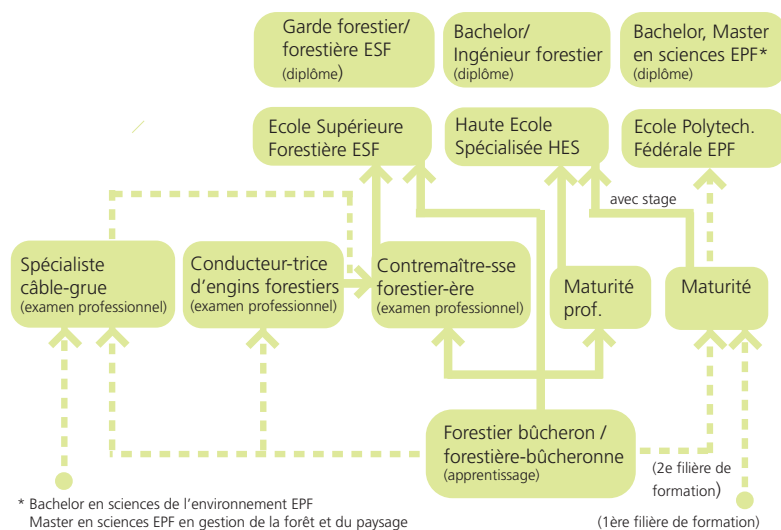 Garde forestier/
forestière ESF
(diplôme)
Bachelor/
Ingénieur forestier
(diplôme)
Bachelor, Master
en sciences EPF*
(diplôme)
Ecole Supérieure
Forestière ESF
Haute Ecole
Spécialisée HES
Ecole Polytech.
Fédérale EPF
avec stage
Spécialiste
câble-grue
(examen professionnel)
Conducteur-trice
d'engins forestiers
(examen professionnel)
Contremaître-sse
forestier-ère
(examen professionnel)
Maturité
prof.
Maturité
Forestier bûcheron /
forestière-bûcheronne
(apprentissage)
(2e filière de
formation)
* Bachelor en sciences de l'environnement EPF
Master en sciences EPF en gestion de la forêt et du paysage
(1ère filière de formation)